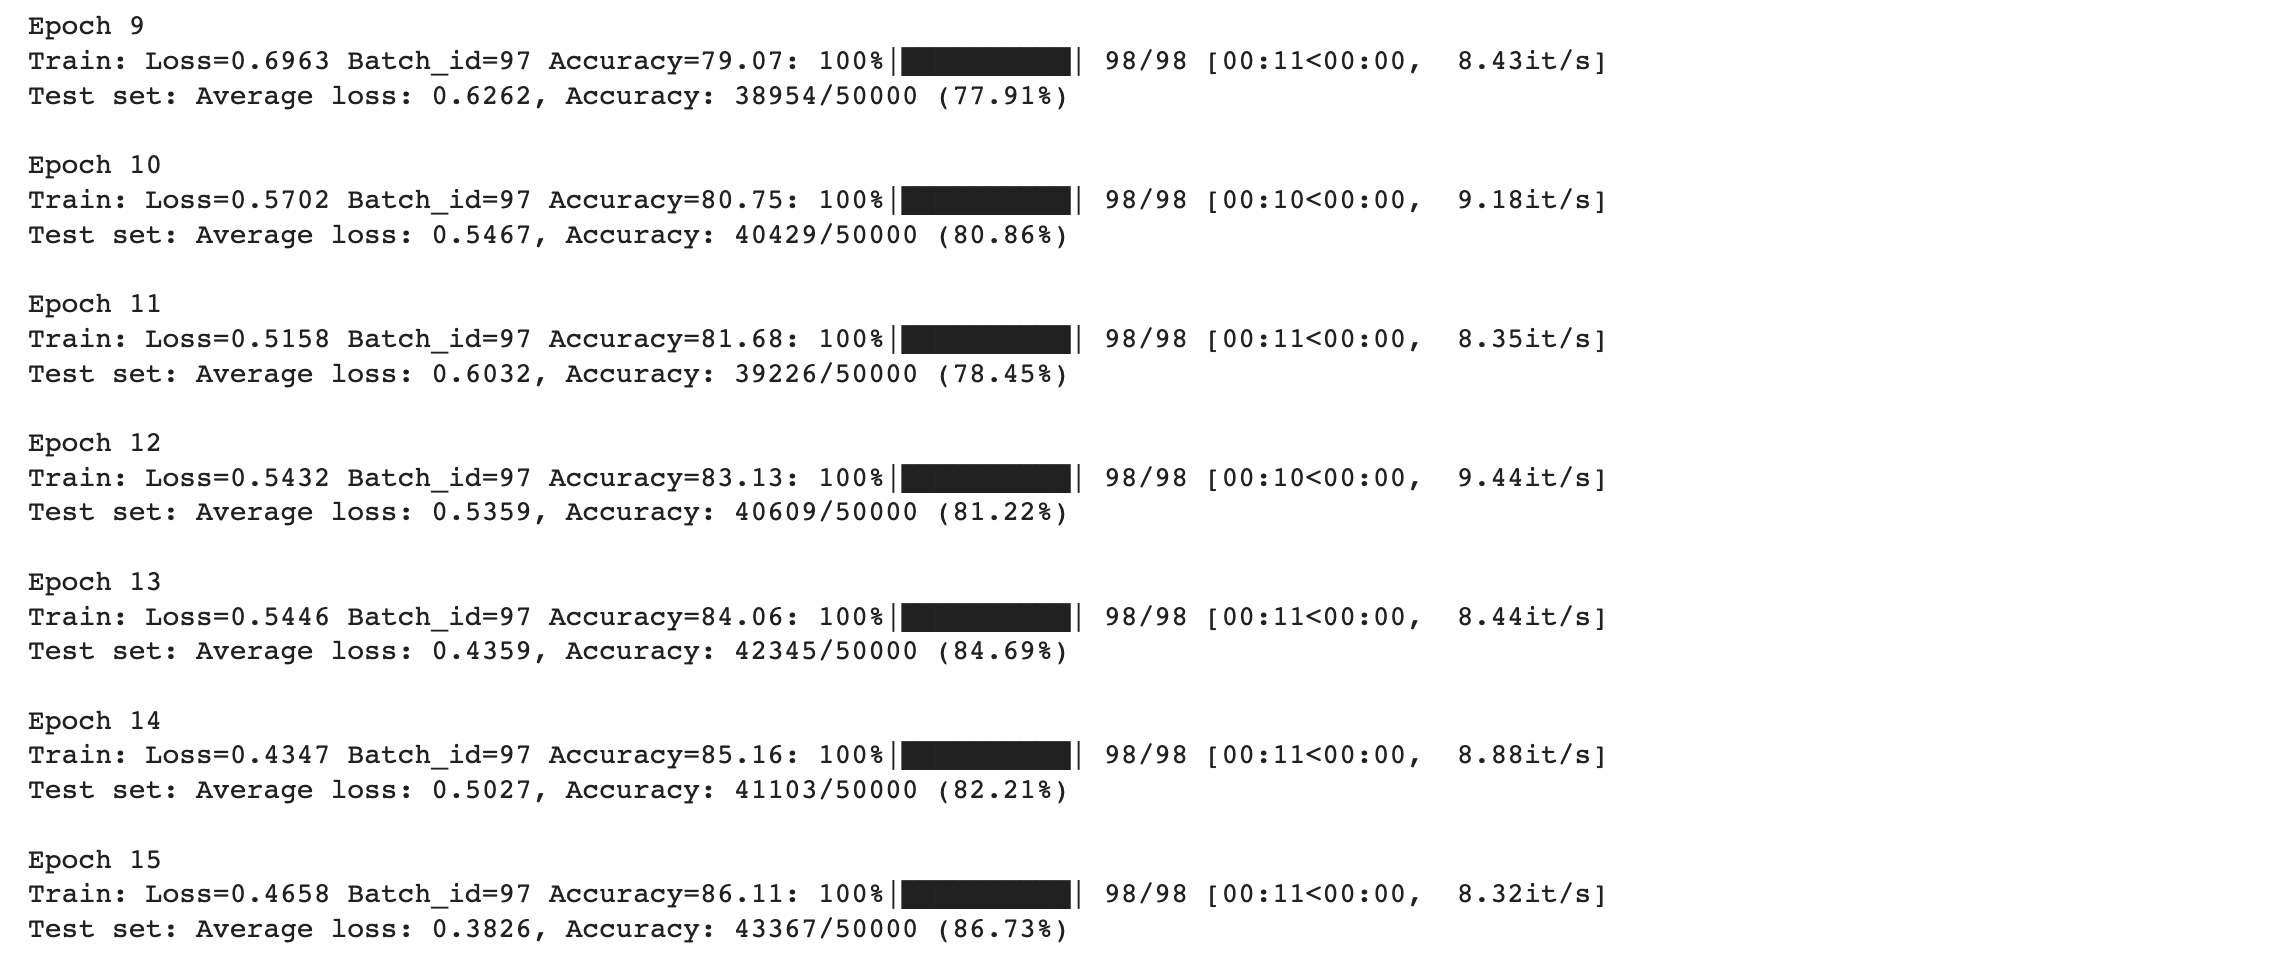 Epoch 9
Train: Loss=0.6963 Batch_id=97 Accuracy=79.07: 100%|██████████| 98/98 [00:11<00:00,  8.43it/s]
Test set: Average loss: 0.6262, Accuracy: 38954/50000 (77.91%)
Epoch 10
Train: Loss=0.5702 Batch_id=97 Accuracy=80.75: 100%|██████████| 98/98 [00:10<00:00,  9.18it/s]
Test set: Average loss: 0.5467, Accuracy: 40429/50000 (80.86%)
Epoch 11
Train: Loss=0.5158 Batch_id=97 Accuracy=81.68: 100%|██████████| 98/98 [00:11<00:00,  8.35it/s]
Test set: Average loss: 0.6032, Accuracy: 39226/50000 (78.45%)
Epoch 12
Train: Loss=0.5432 Batch_id=97 Accuracy=83.13: 100%|██████████| 98/98 [00:10<00:00,  9.44it/s]
Test set: Average loss: 0.5359, Accuracy: 40609/50000 (81.22%)
Epoch 13
Train: Loss=0.5446 Batch_id=97 Accuracy=84.06: 100%|██████████| 98/98 [00:11<00:00,  8.44it/s]
Test set: Average loss: 0.4359, Accuracy: 42345/50000 (84.69%)
Epoch 14
Train: Loss=0.4347 Batch_id=97 Accuracy=85.16: 100%|██████████| 98/98 [00:11<00:00,  8.88it/s]
Test set: Average loss: 0.5027, Accuracy: 41103/50000 (82.21%)
Epoch 15
Train: Loss=0.4658 Batch_id=97 Accuracy=86.11: 100%|██████████| 98/98 [00:11<00:00,  8.32it/s]
Test set: Average loss: 0.3826, Accuracy: 43367/50000 (86.73%)